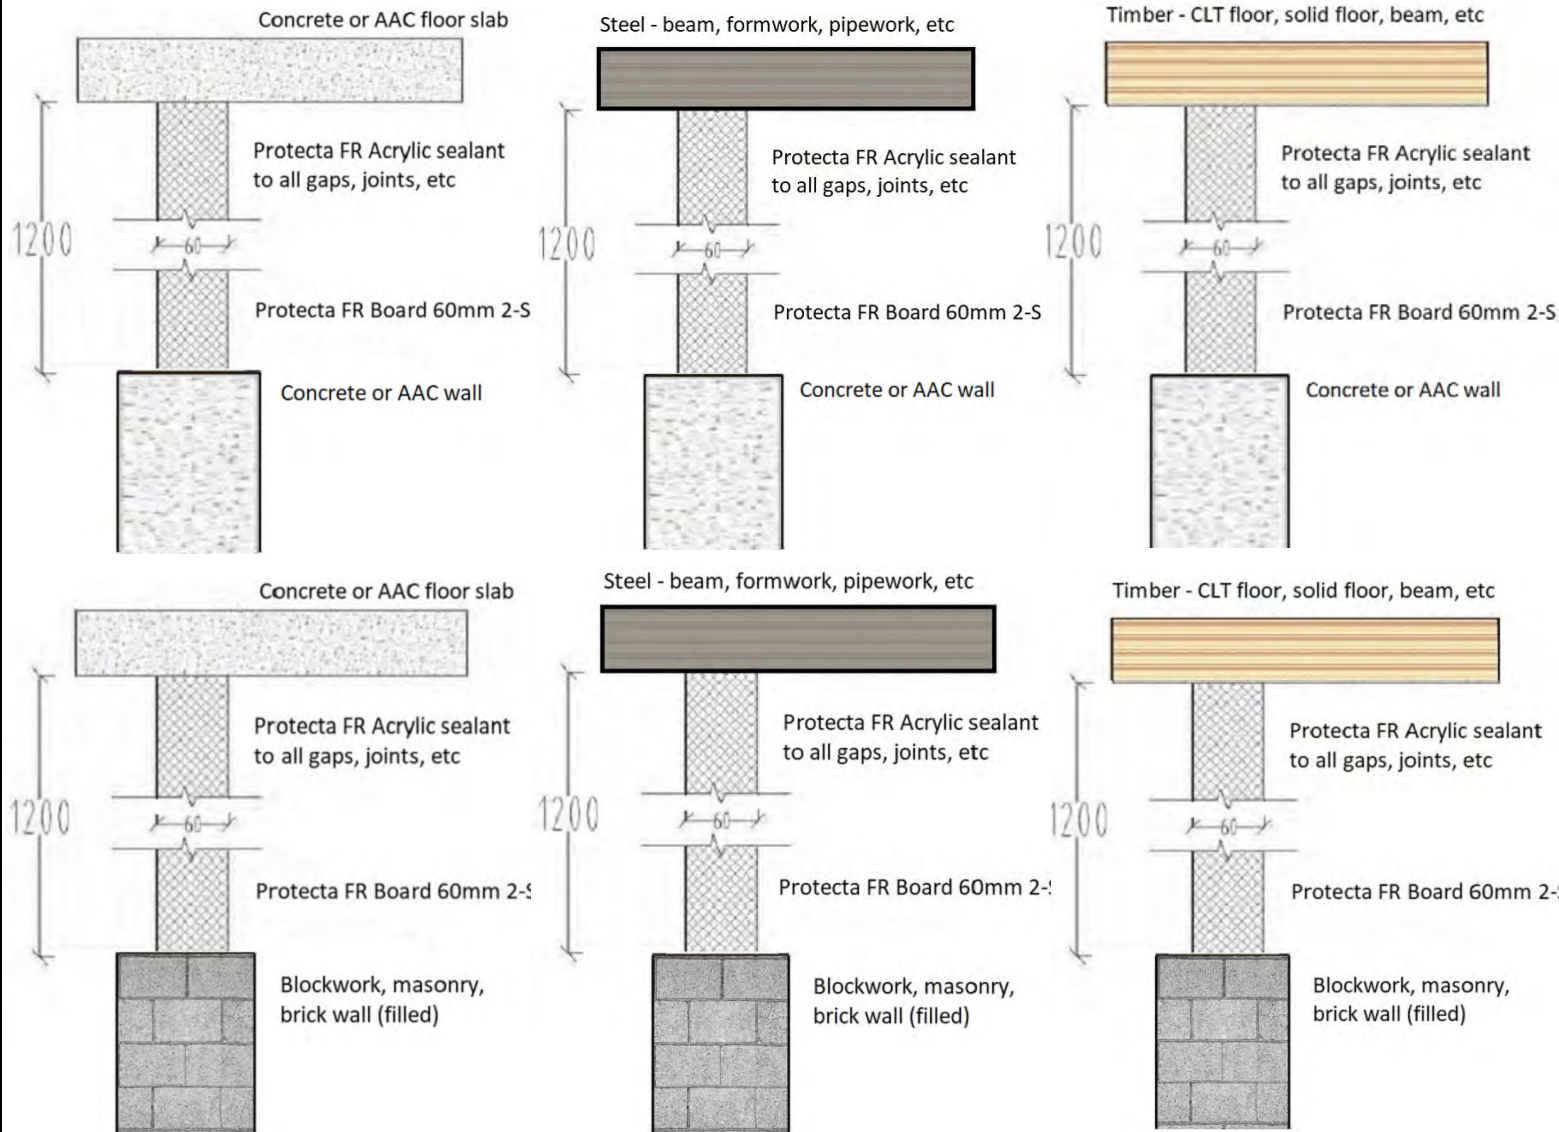 Concrete or AAC floor slab
Protecta FR Acrylic sealant
to all gaps, joints, etc
1200
60
Protecta FR Board 60mm 2-S
Concrete or AAC wall
Steel - beam, formwork, pipework, etc
Protecta FR Acrylic sealant
to all gaps, joints, etc
1200
60
Protecta FR Board 60mm 2-S
Concrete or AAC wall
Timber - CLT floor, solid floor, beam, etc
Protecta FR Acrylic sealant
to all gaps, joints, etc
1200
60
Protecta FR Board 60mm 2-S
Concrete or AAC wall
Concrete or AAC floor slab
Protecta FR Acrylic sealant
to all gaps, joints, etc
1200
60
Protecta FR Board 60mm 2-S
Blockwork, masonry,
brick wall (filled)
Steel - beam, formwork, pipework, etc
Protecta FR Acrylic sealant
to all gaps, joints, etc
1200
60
Protecta FR Board 60mm 2-
Blockwork, masonry,
brick wall (filled)
Timber - CLT floor, solid floor, beam, etc
Protecta FR Acrylic sealant
to all gaps, joints, etc
1200
60
Protecta FR Board 60mm 2-
Blockwork, masonry,
brick wall (filled)